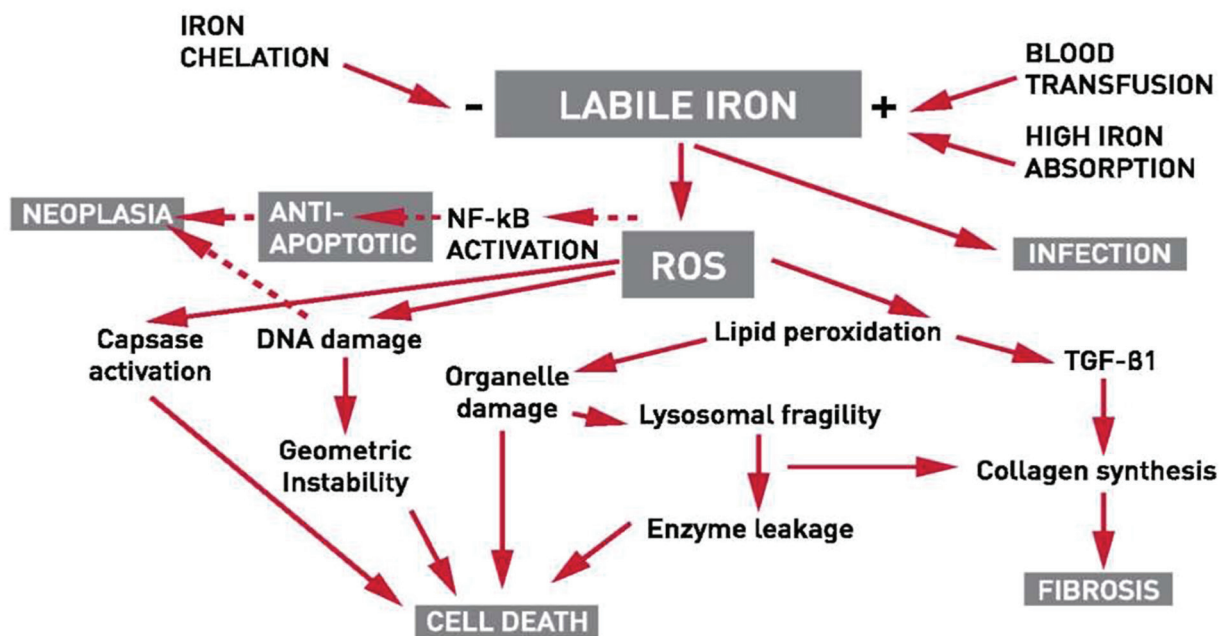 IRON
CHELATION
-
LABILE IRON
+
BLOOD
TRANSFUSION
HIGH IRON
ABSORPTION
NEOPLASIA
ANTI-
APOPTOTIC
NF-kB
ACTIVATION
ROS
INFECTION
Capsase
activation
DNA damage
Lipid peroxidation
TGF-ß1
Organelle
damage
Lysosomal fragility
Geometric
Instability
Collagen synthesis
Enzyme leakage
CELL DEATH
FIBROSIS